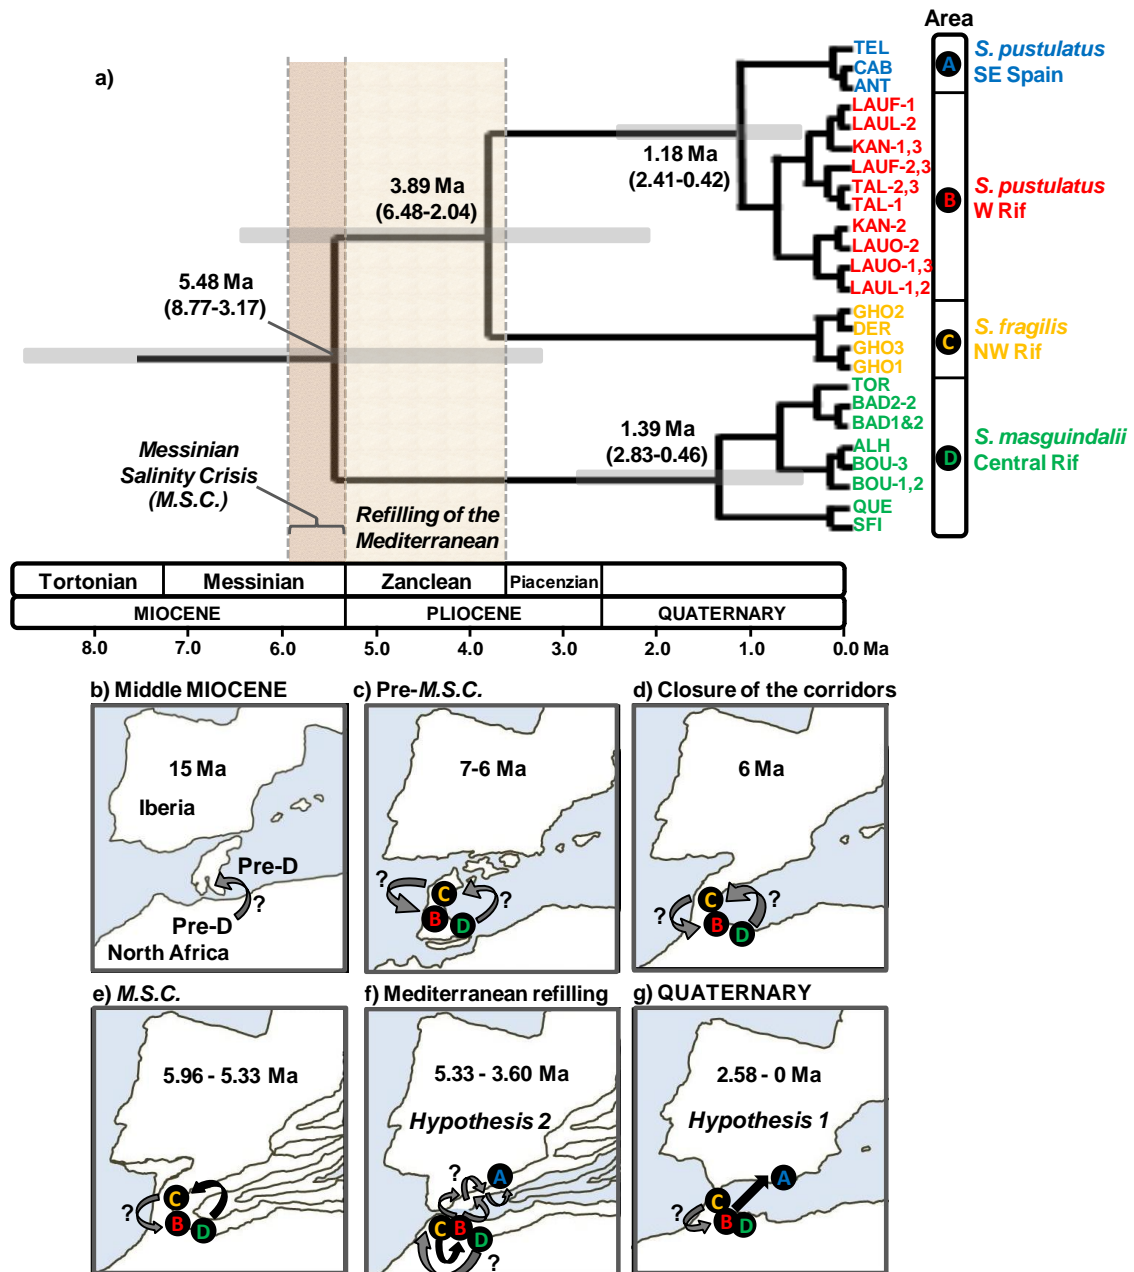 Area
a)
TEL
CAB
ANT
A
S. pustulatus
SE Spain
LAUF-1
LAUL-2
KAN-1,3
LAUF-2,3
TAL-2,3
TAL-1
KAN-2
LAUO-2
LAUO-1,3
LAUL-1,2
B
S. pustulatus
W Rif
1.18 Ma
(2.41-0.42)
3.89 Ma
(6.48-2.04)
5.48 Ma
(8.77-3.17)
GHO2
DER
GHO3
GHO1
C
S. fragilis
NW Rif
TOR
BAD2-2
BAD1&2
ALH
BOU-3
BOU-1,2
QUE
SFI
D
S. masguindalii
Central Rif
1.39 Ma
(2.83-0.46)
Messinian
Salinity Crisis
(M.S.C.)
Refilling of the
Mediterranean
Tortonian Messinian Zanclean Piacenzian
MIOCENE PLIOCENE QUATERNARY
8.0 7.0 6.0 5.0 4.0 3.0 2.0 1.0 0.0 Ma
b) Middle MIOCENE
15 Ma
Iberia
Pre-D
?
Pre-D
North Africa
c) Pre-M.S.C.
7-6 Ma
? C ?
B D
d) Closure of the corridors
6 Ma
C ?
? B D
e) M.S.C.
5.96 - 5.33 Ma
C
? B D
f) Mediterranean refilling
5.33 - 3.60 Ma
Hypothesis 2
? ? A
C B D
?
g) QUATERNARY
2.58 - 0 Ma
Hypothesis 1
A
C
? B D